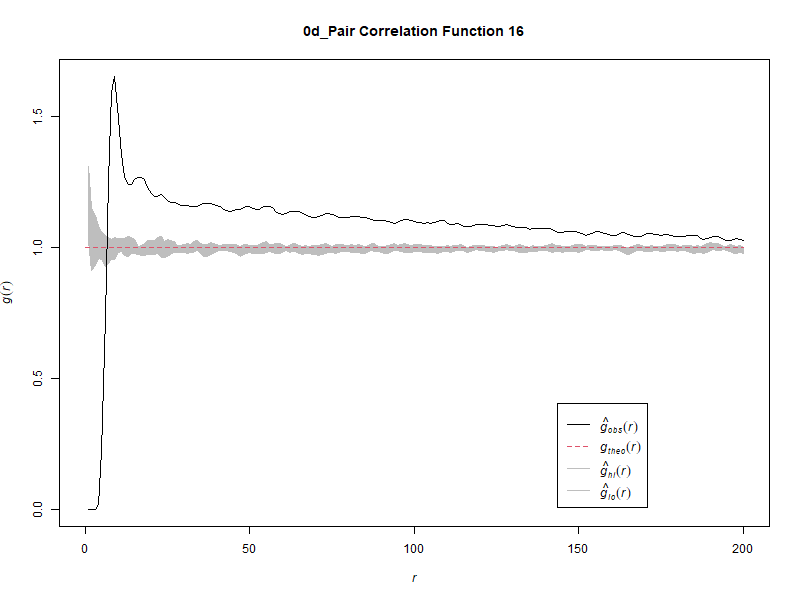 0d_Pair Correlation Function 16
g(r)
1.5
1.0
0.5
0.0
ĝobs(r)
gtheo(r)
ĝhi(r)
ĝlo(r)
0 50 100 150 200
r